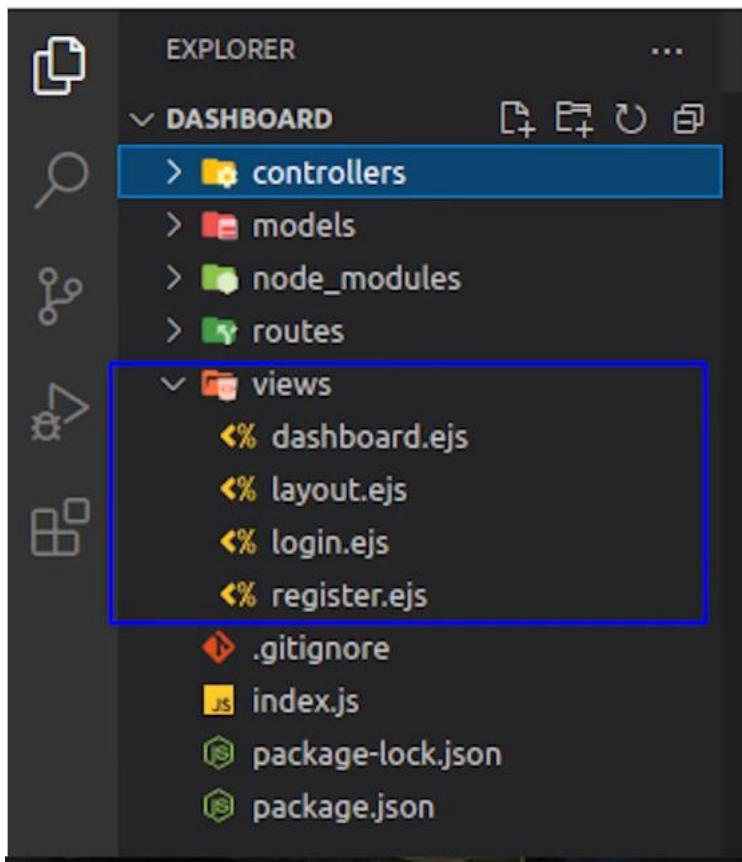 EXPLORER
DASHBOARD
controllers
models
node_modules
routes
views
dashboard.ejs
layout.ejs
login.ejs
register.ejs
.gitignore
index.js
package-lock.json
package.json